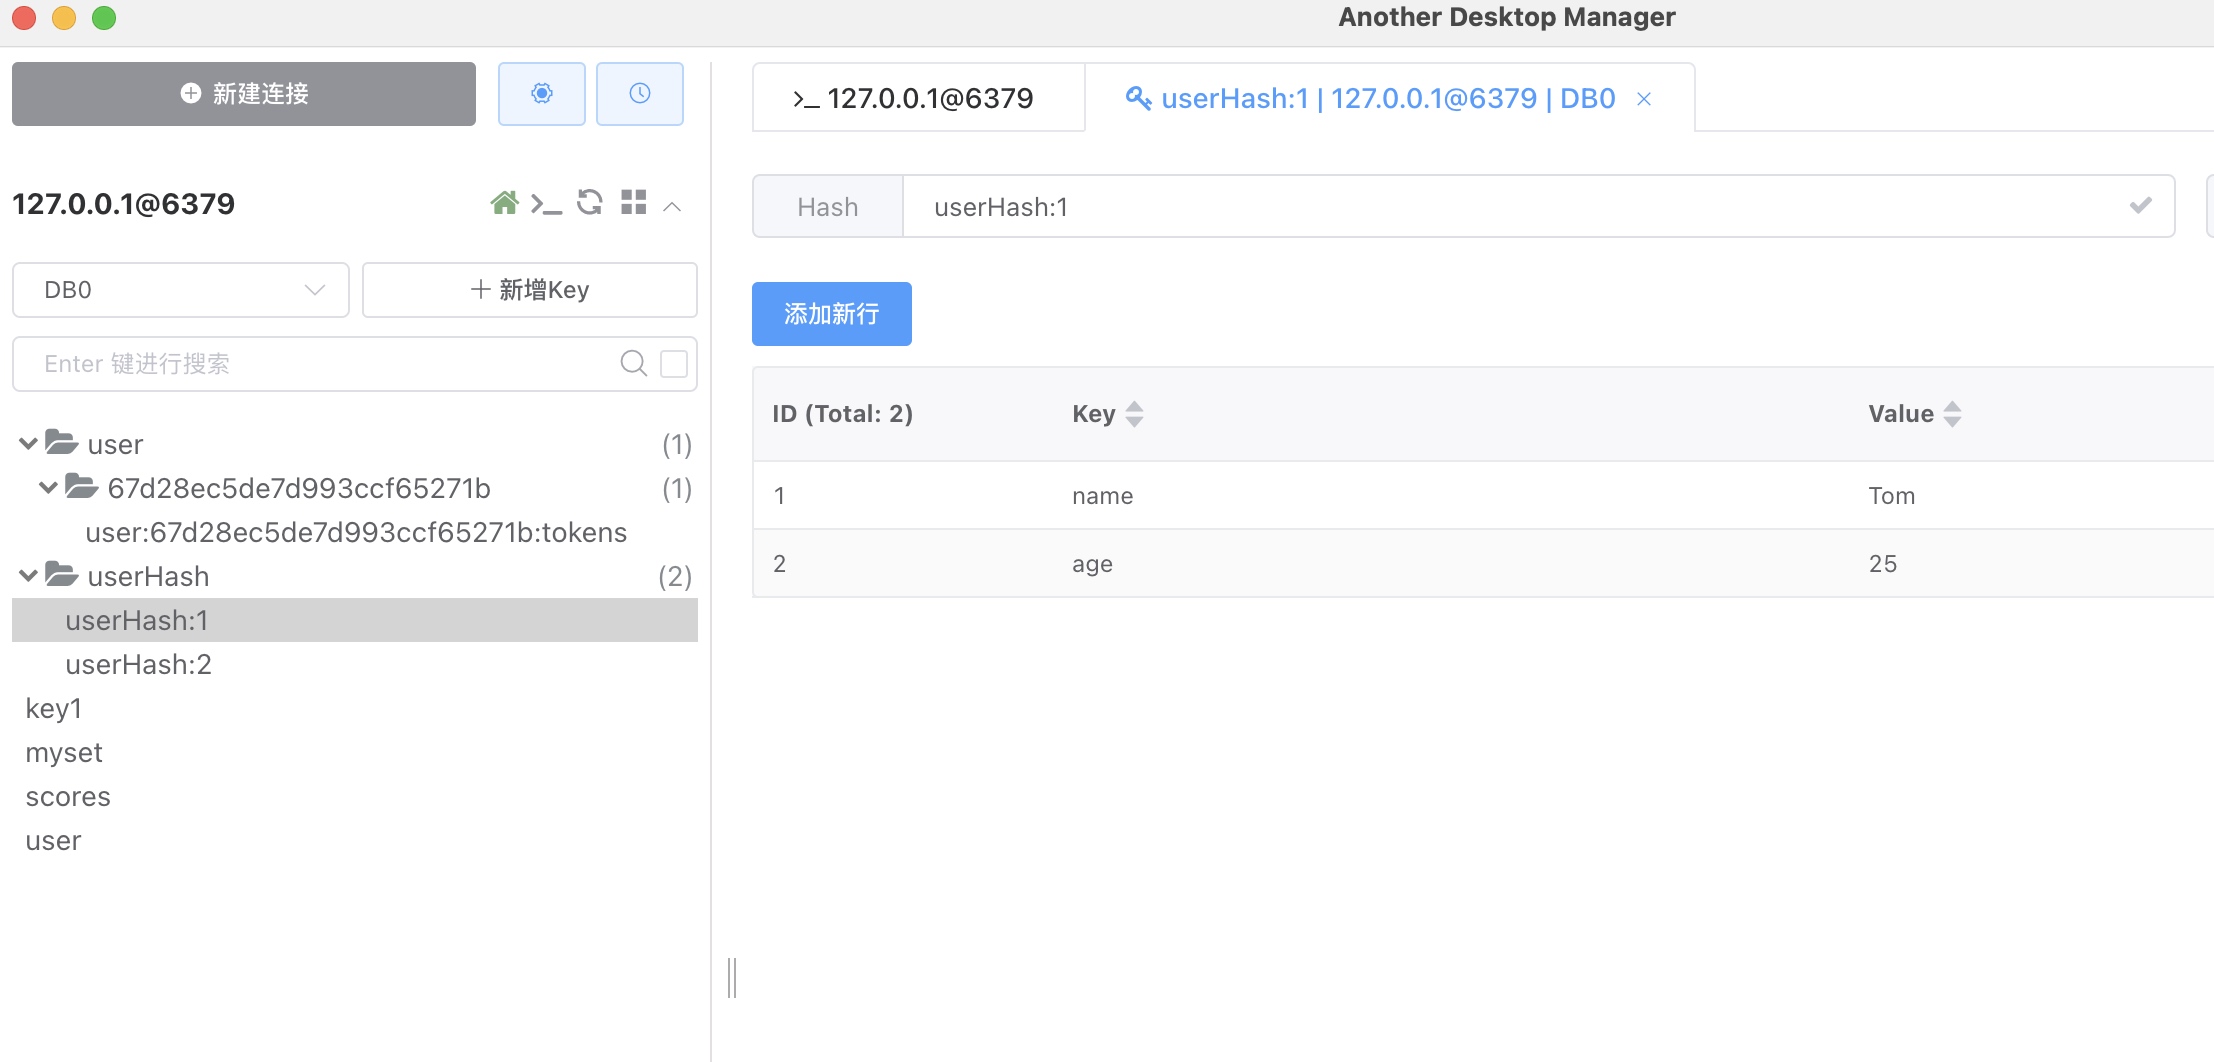 Another Desktop Manager
新建连接
127.0.0.1@6379
DB0
新增Key
Enter 键进行搜索
user (1)
67d28ec5de7d993ccf65271b (1)
user:67d28ec5de7d993ccf65271b:tokens
userHash (2)
userHash:1
userHash:2
key1
myset
scores
user
>_ 127.0.0.1@6379
userHash:1 | 127.0.0.1@6379 | DB0
Hash userHash:1
添加新行
ID (Total: 2) Key Value
1 name Tom
2 age 25